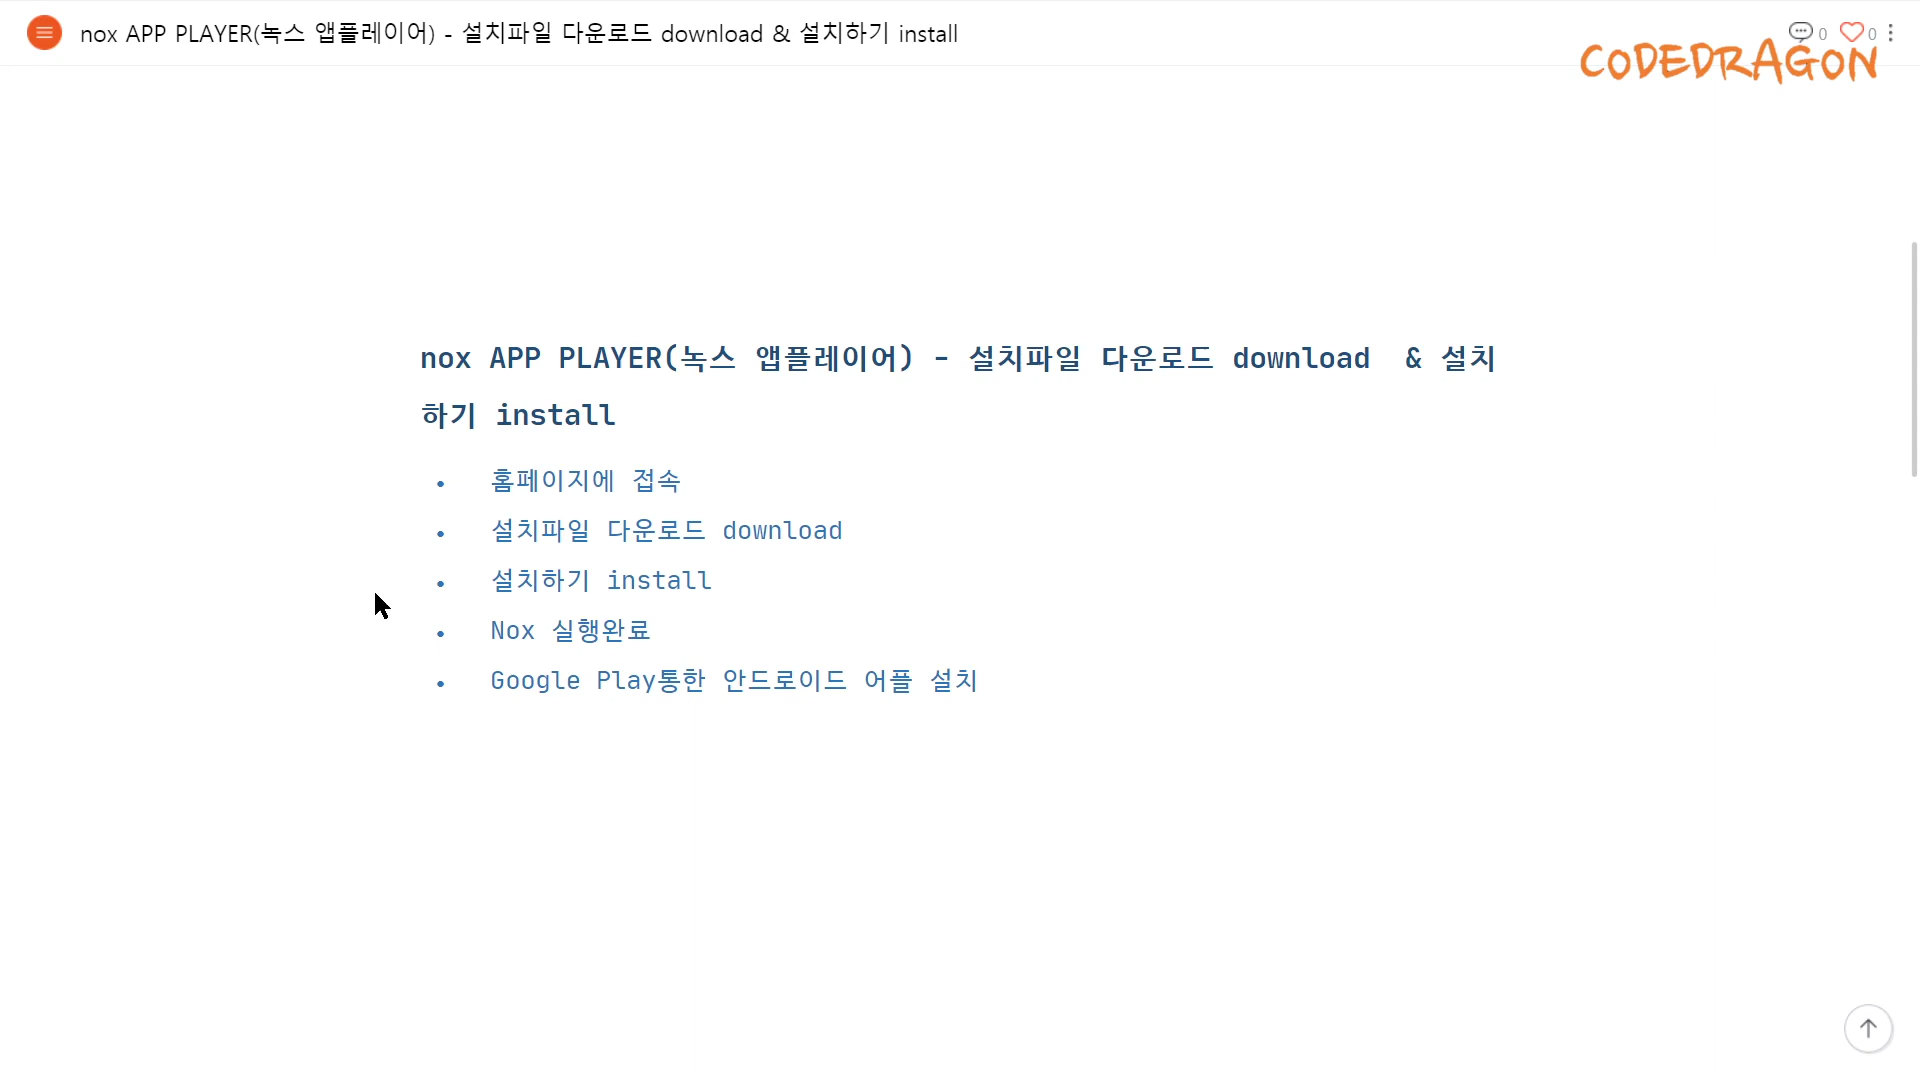 nox APP PLAYER(녹스 앱플레이어) - 설치파일 다운로드 download & 설치하기 install
0
0
CODEDRAGON
nox APP PLAYER(녹스 앱플레이어) - 설치파일 다운로드 download & 설치
하기 install
• 홈페이지에 접속
• 설치파일 다운로드 download
• 설치하기 install
• Nox 실행완료
• Google Play통한 안드로이드 어플 설치